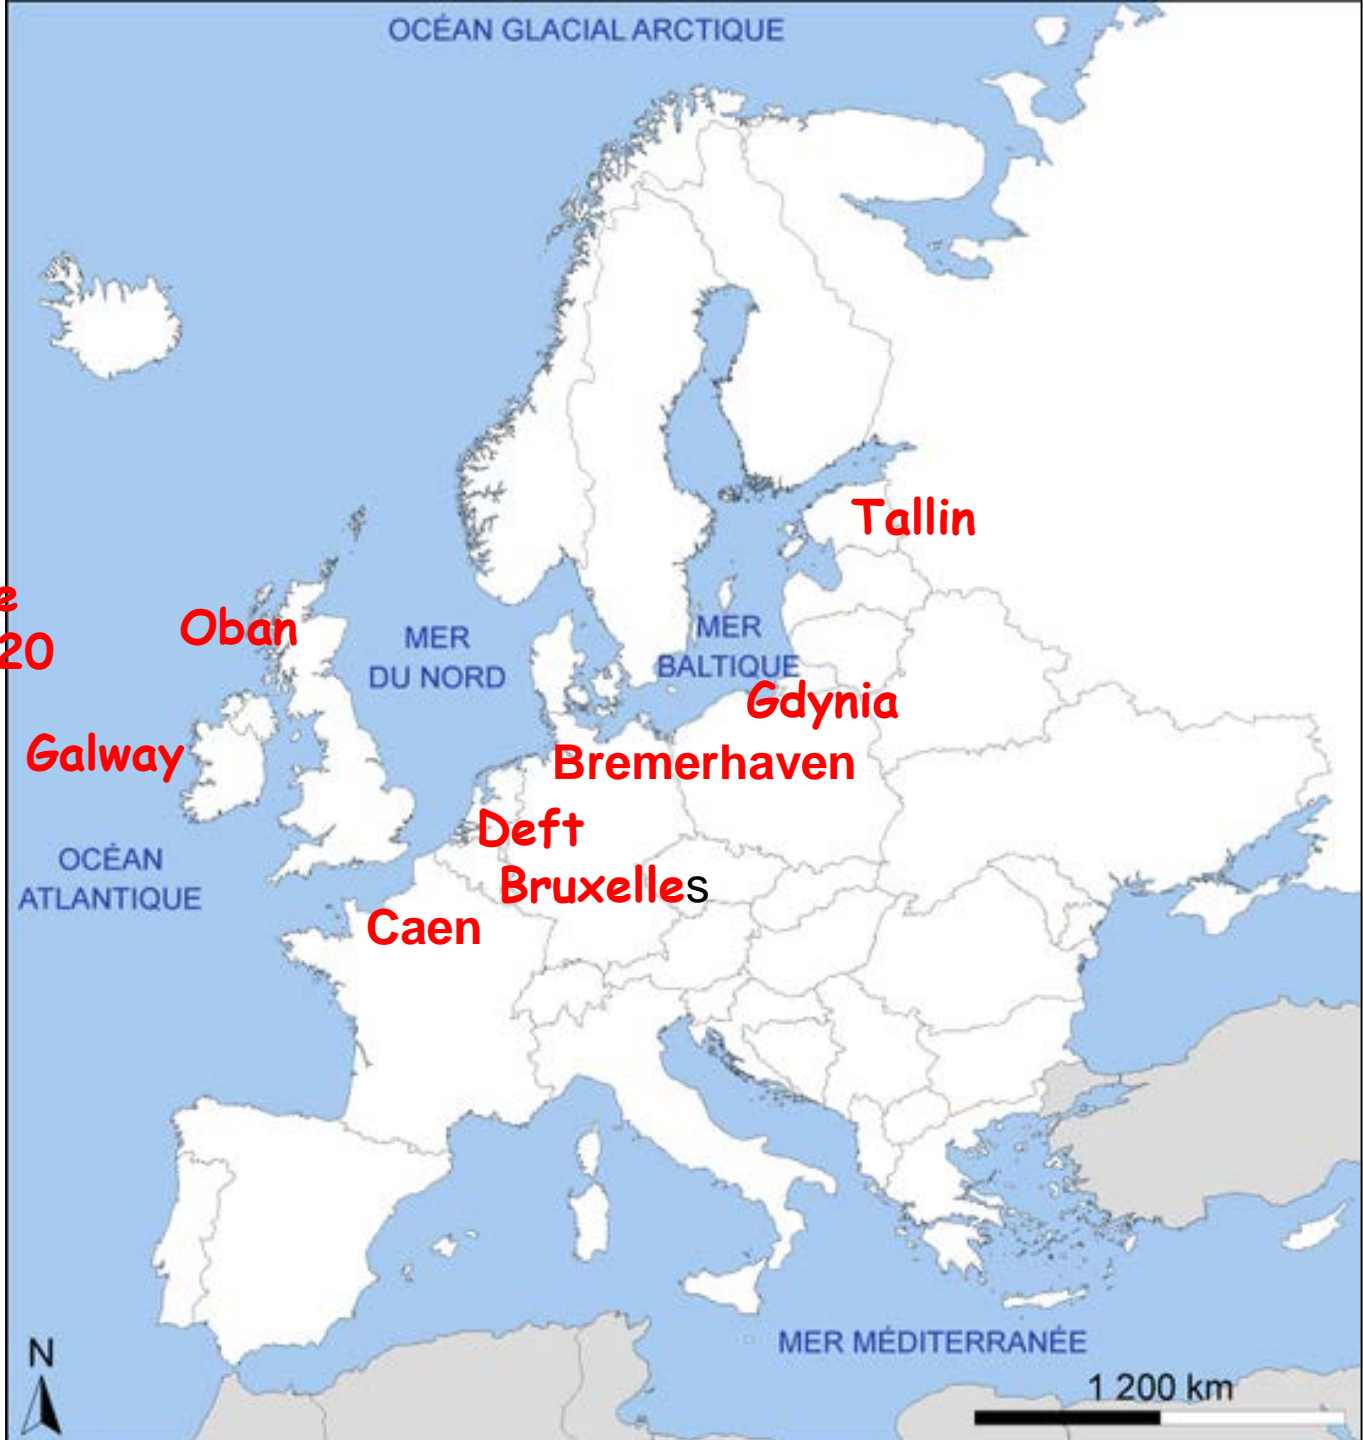 OCÉAN GLACIAL ARCTIQUE
Tallin
e
20
Oban
MER
DU NORD
MER
BALTIQUE
Gdynia
Galway
Bremerhaven
Deft
OCÉAN
ATLANTIQUE
Bruxelles
Caen
MER MÉDITERRANÉE
N
1 200 km